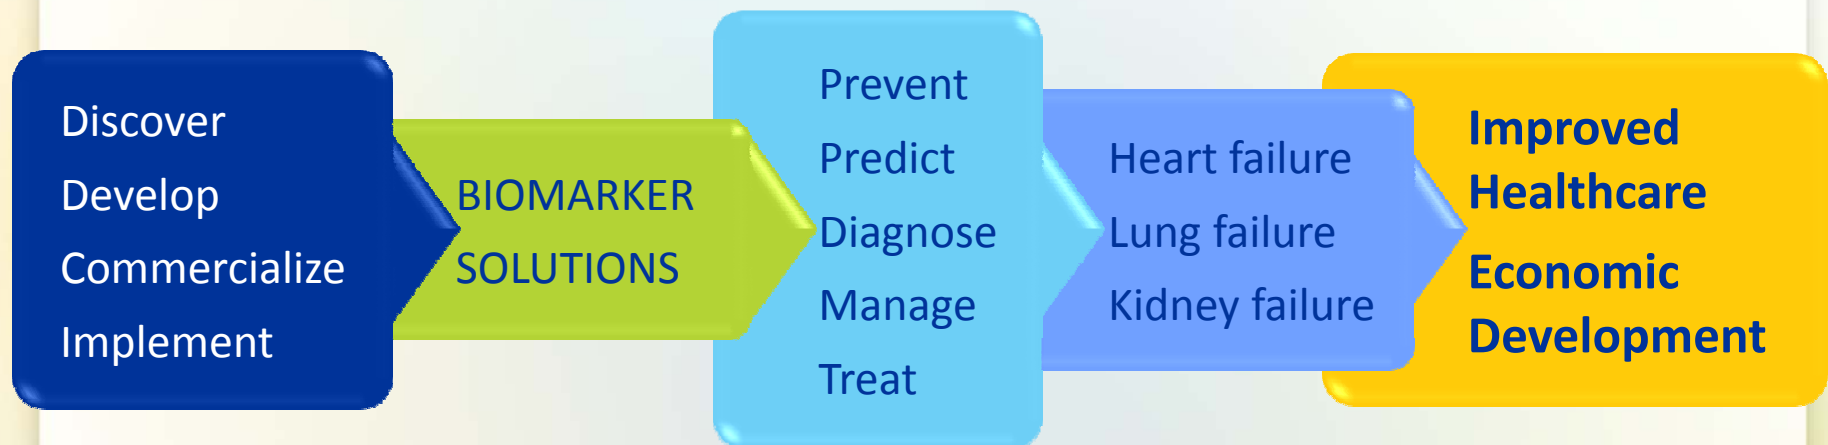 Discover
Develop
Commercialize
Implement
BIOMARKER
SOLUTIONS
Prevent
Predict
Diagnose
Manage
Treat
Heart failure
Lung failure
Kidney failure
Improved
Healthcare
Economic
Development